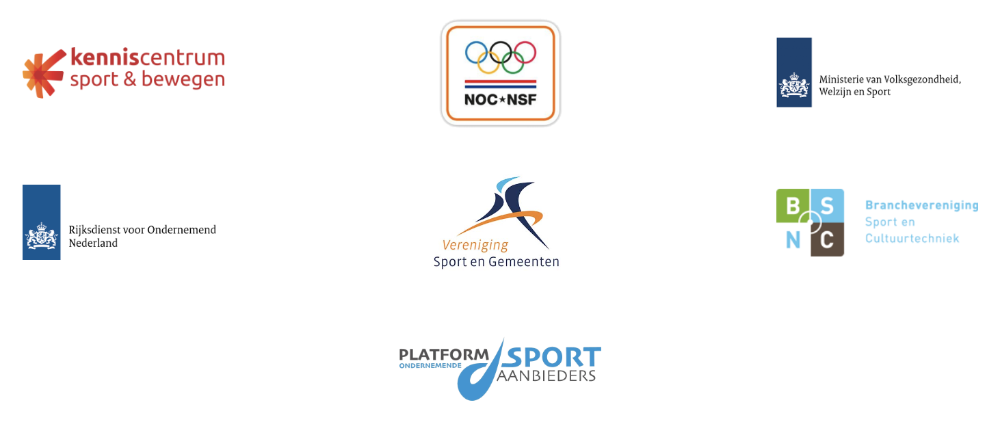 kenniscentrum
sport & bewegen
NOC★NSF
Ministerie van Volksgezondheid,
Welzijn en Sport
Rijksdienst voor Ondernemend
Nederland
Vereniging
Sport en Gemeenten
B S
N C
Branchevereniging
Sport en
Cultuurtechniek
PLATFORM SPORT
ONDERNEMENDE
AANBIEDERS